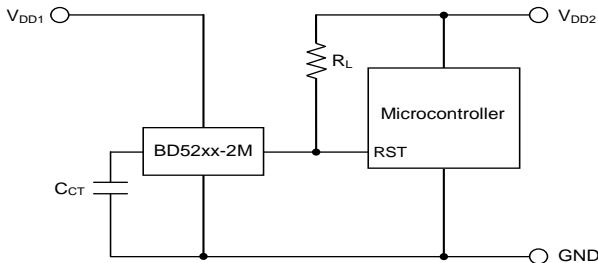 VDD1
VDD2
RL
Microcontroller
BD52xx-2M
RST
CCT
GND